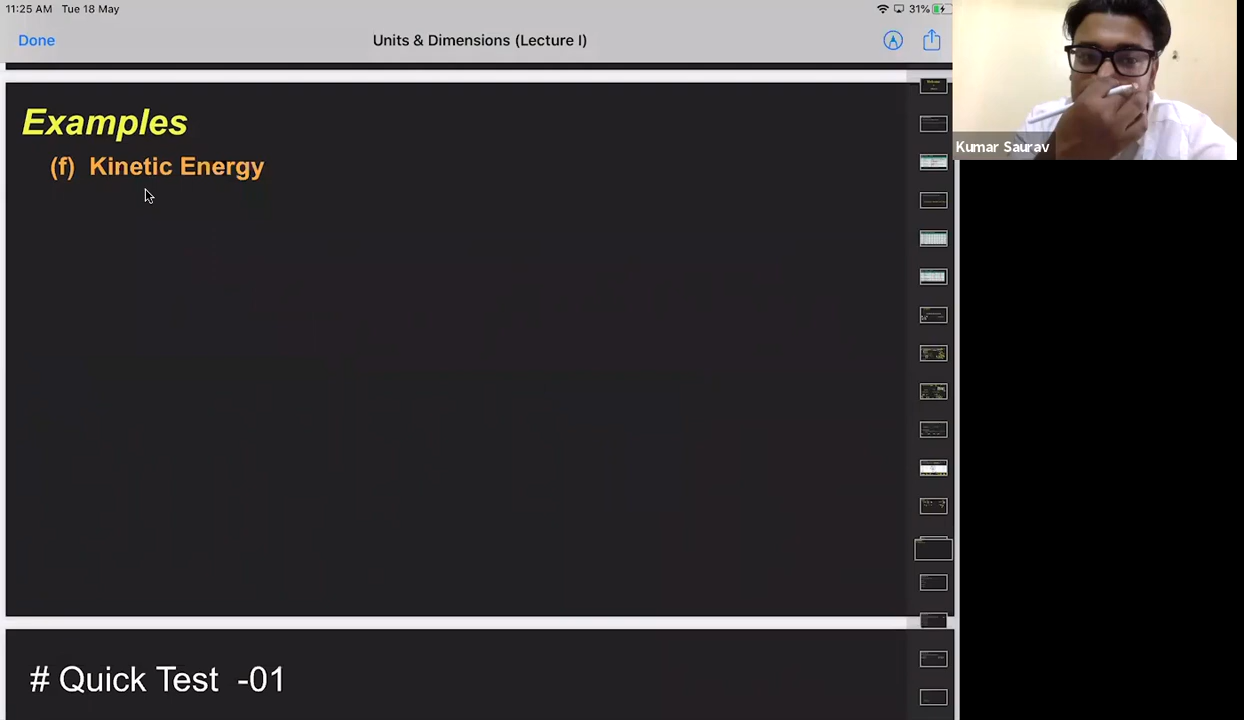 11:25 AM Tue 18 May
31%
Done
Units & Dimensions (Lecture I)
Kumar Saurav
Examples
(f) Kinetic Energy
# Quick Test -01